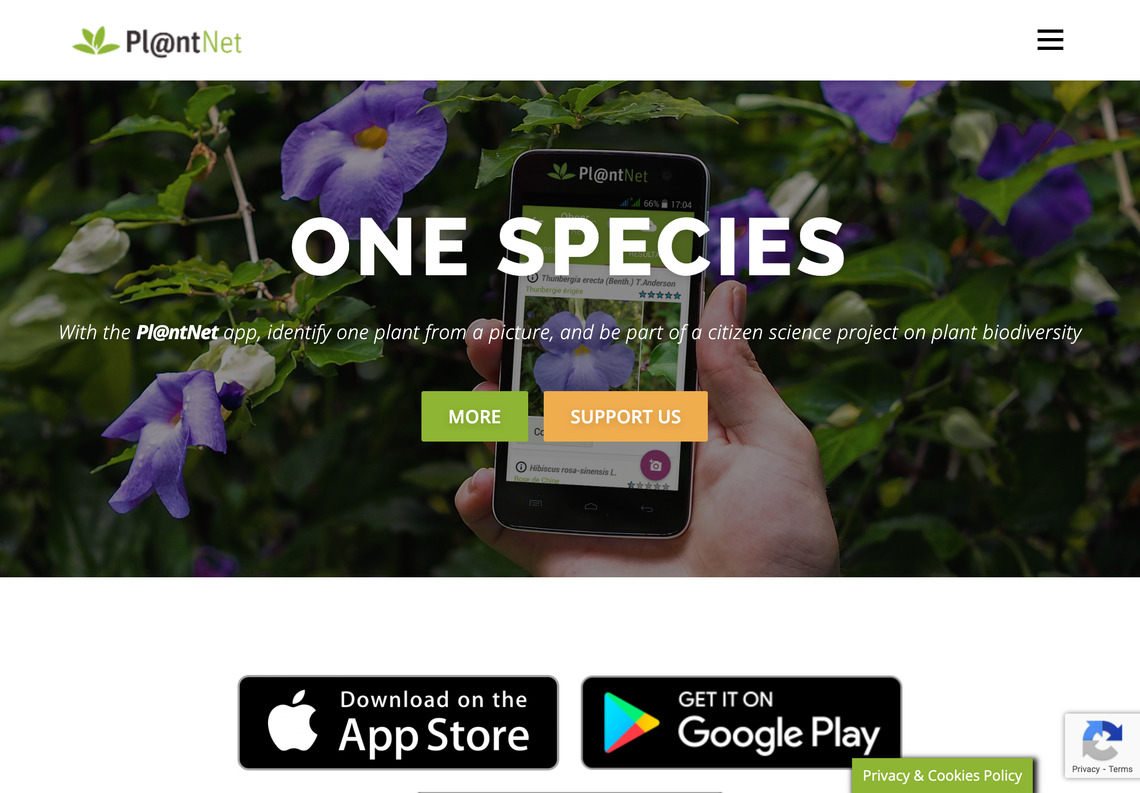 Pl@ntNet
Pl@ntNet
66% 17:04
ONE SPECIES
Thunbergia erecta (Benth.) T.Anderson
Thunbergie érigée
With the Pl@ntNet app, identify one plant from a picture, and be part of a citizen science project on plant biodiversity
MORE
SUPPORT US
Hibiscus rosa-sinensis L.
Rose de Chine
Download on the
App Store
GET IT ON
Google Play
Privacy & Cookies Policy
Privacy - Terms